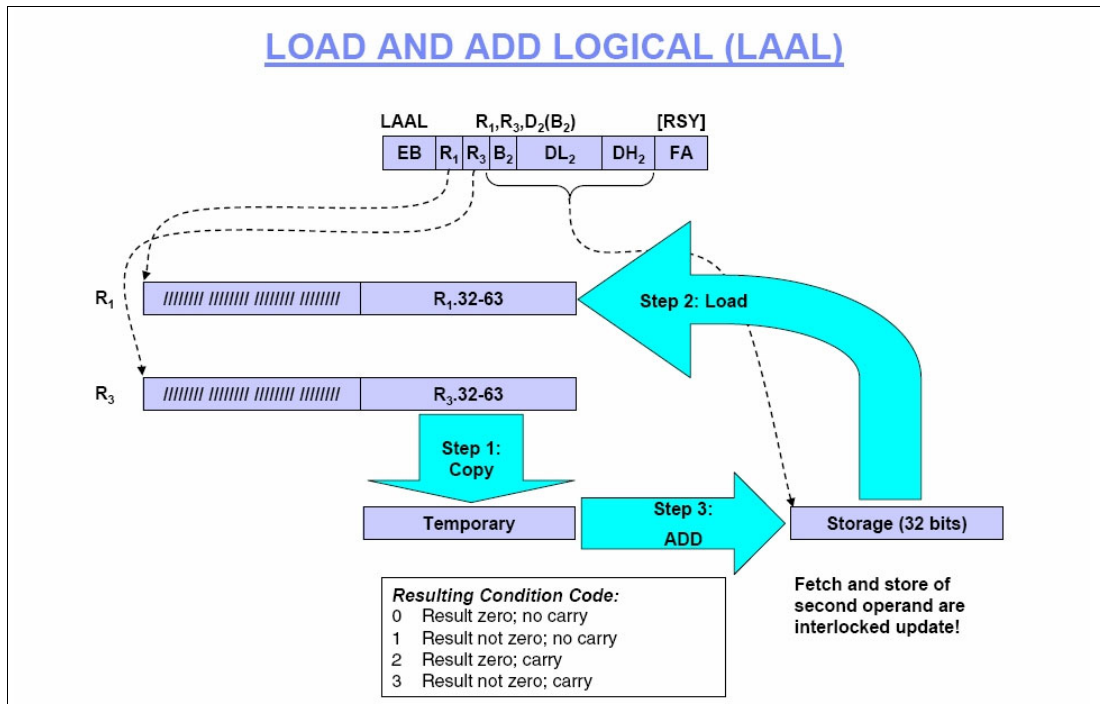 LOAD AND ADD LOGICAL (LAAL)
LAAL R₁,R₃,D₂(B₂) [RSY]
EB R₁ R₃ B₂ DL₂ DH₂ FA
R₁ //////// //////// //////// //////// R₁.32-63
Step 2: Load
R₃ //////// //////// //////// //////// R₃.32-63
Step 1:
Copy
Temporary
Step 3:
ADD
Storage (32 bits)
Resulting Condition Code:
0 Result zero; no carry
1 Result not zero; no carry
2 Result zero; carry
3 Result not zero; carry
Fetch and store of
second operand are
interlocked update!